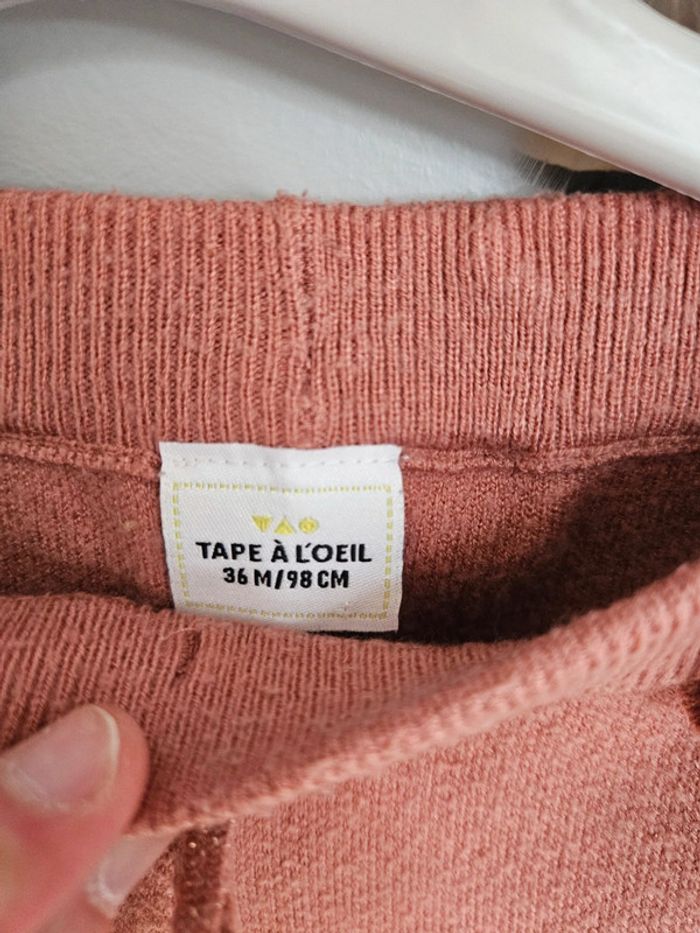 TAPE À L'OEIL
36 M/98 CM